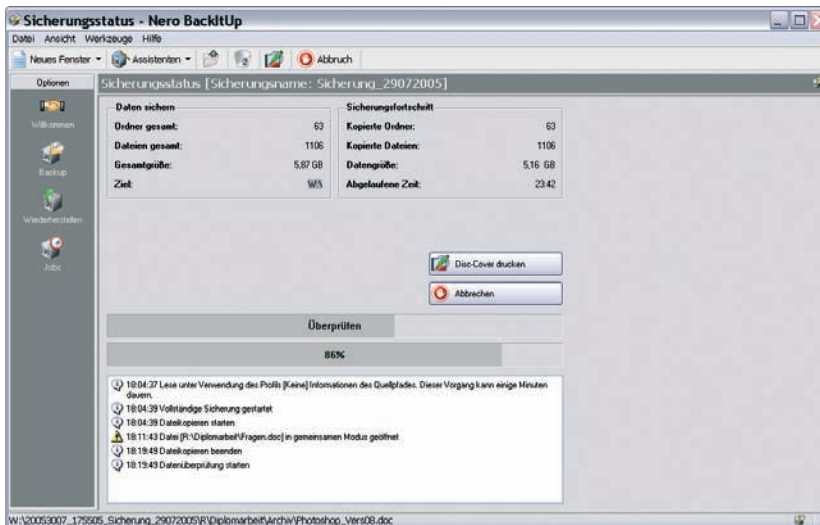 Sicherungsstatus - Nero BackItUp
Datei Ansicht Werkzeuge Hilfe
Neues Fenster Assistenten Abbruch
Optionen
Sicherungsstatus [Sicherungsname: Sicherung_29072005]
Willkommen
Backup
Wiederherstellen
Jobs
Daten sichern
Ordner gesamt: 63
Dateien gesamt: 1106
Gesamtgröße: 5,87 GB
Ziel: W:\
Sicherungsfortschritt
Kopierte Ordner: 63
Kopierte Dateien: 1106
Datengröße: 5,16 GB
Abgelaufene Zeit: 23:42
Disc-Cover drucken
Abbrechen
Überprüfen
86%
18:04:37 Lese unter Verwendung des Profils [Keine] Informationen des Quellpfades. Dieser Vorgang kann einige Minuten
dauern.
18:04:39 Vollständige Sicherung gestartet
18:04:39 Dateikopieren starten
18:11:43 Datei [R:\Diplomarbeit\Fragen.doc] in gemeinsamen Modus geöffnet
18:19:49 Dateikopieren beenden
18:19:49 Datenüberprüfung starten
W:\20053007_175505_Sicherung_29072005\R\Diplomarbeit\Archiv\Photoshop_Vers08.doc